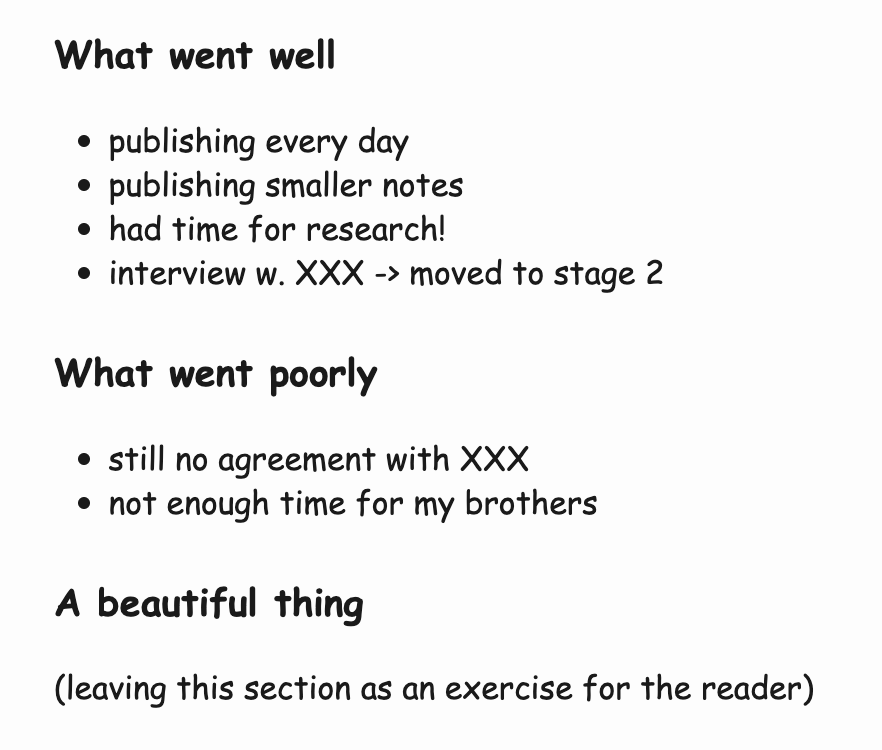 What went well
• publishing every day
• publishing smaller notes
• had time for research!
• interview w. XXX -> moved to stage 2
What went poorly
• still no agreement with XXX
• not enough time for my brothers
A beautiful thing
(leaving this section as an exercise for the reader)